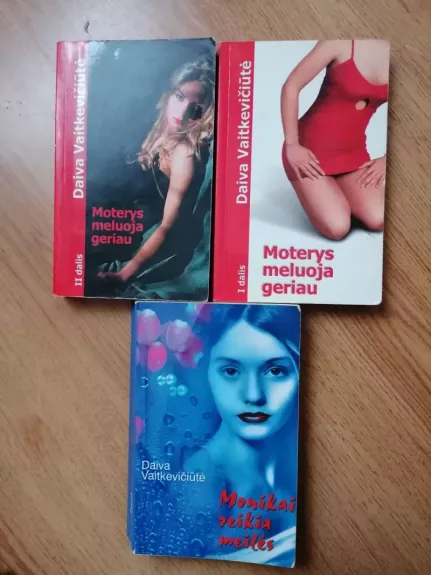 Daiva Vaitkevičiūtė
II dalis
Moterys
meluoja
geriau
Daiva Vaitkevičiūtė
I dalis
Moterys
meluoja
geriau
Daiva
Vaitkevičiūtė
Monikai
reikia
meilės